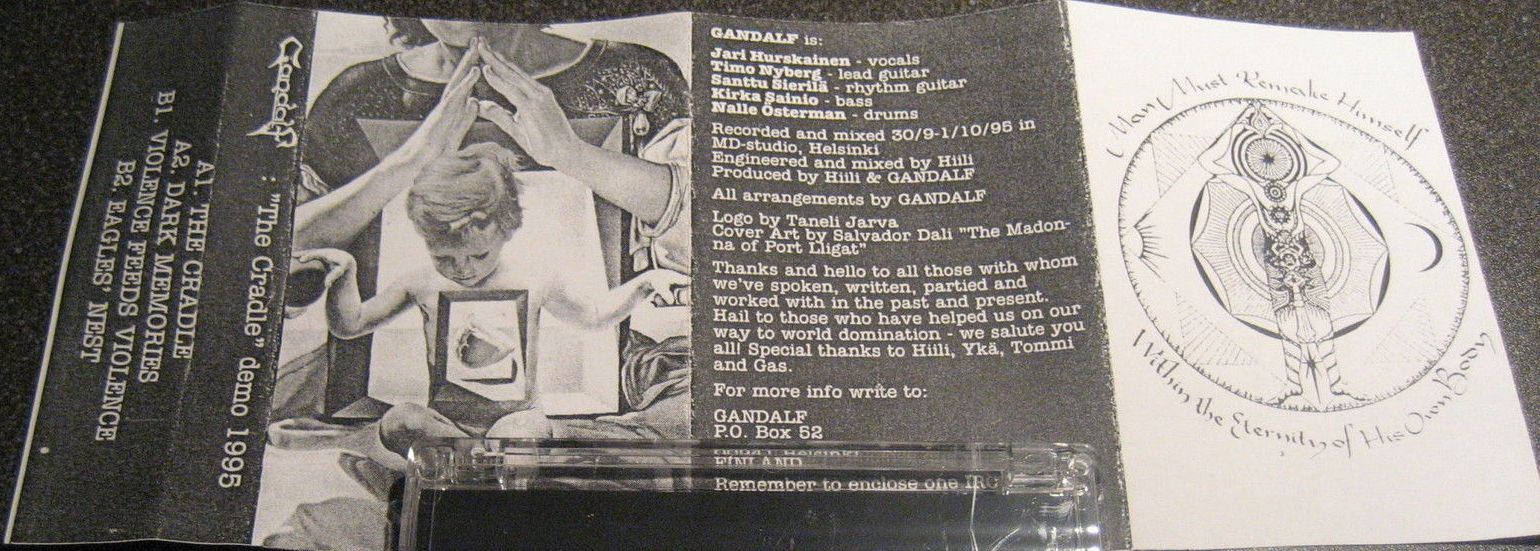 B1. VIOLENCE FEEDS VIOLENCE
B2. EAGLES' NEST
A1. THE CRADLE
A2. DARK MEMORIES
Gandalf
: "The Cradle" demo 1995
GANDALF is:
Jari Hurskainen - vocals
Timo Nyberg - lead guitar
Santtu Sierilä - rhythm guitar
Kirka Sainio - bass
Nalle Österman - drums
Recorded and mixed 30/9-1/10/95 in
MD-studio, Helsinki
Engineered and mixed by Hiili
Produced by Hiili & GANDALF
All arrangements by GANDALF
Logo by Taneli Jarva
Cover Art by Salvador Dali "The Madon-
na of Port Lligat"
Thanks and hello to all those with whom
we've spoken, written, partied and
worked with in the past and present.
Hail to those who have helped us on our
way to world domination - we salute you
all! Special thanks to Hiili, Ykä, Tommi
and Gas.
For more info write to:
GANDALF
P.O. Box 52
Helsinki
FINLAND
Remember to enclose one IRC
Man Must Remake Himself
Within the Eternity of His Own Body